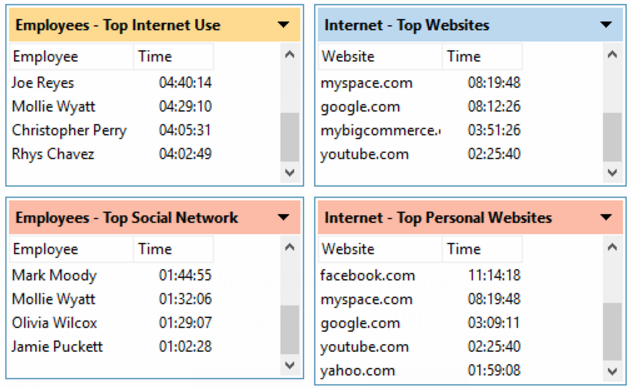 Employees - Top Internet Use
Employee Time
Joe Reyes 04:40:14
Mollie Wyatt 04:29:10
Christopher Perry 04:05:31
Rhys Chavez 04:02:49
Internet - Top Websites
Website Time
myspace.com 08:19:48
google.com 08:12:26
mybigcommerce. 03:51:26
youtube.com 02:25:40
Employees - Top Social Network
Employee Time
Mark Moody 01:44:55
Mollie Wyatt 01:32:06
Olivia Wilcox 01:29:07
Jamie Puckett 01:02:28
Internet - Top Personal Websites
Website Time
facebook.com 11:14:18
myspace.com 08:19:48
google.com 03:09:11
youtube.com 02:25:40
yahoo.com 01:59:08